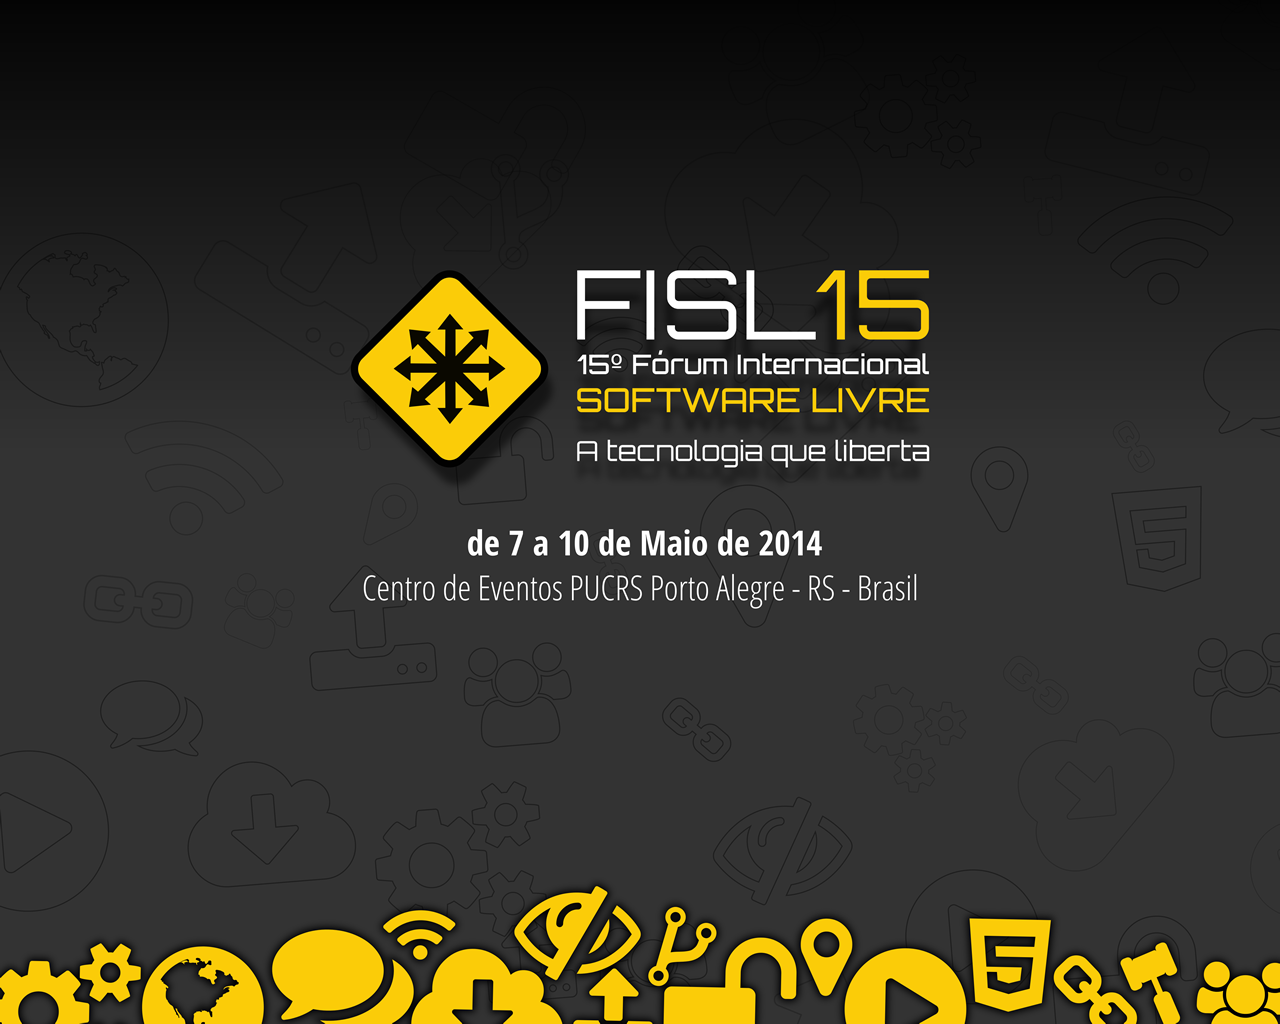 FISL15
15º Fórum Internacional
SOFTWARE LIVRE
A tecnologia que liberta
de 7 a 10 de Maio de 2014
Centro de Eventos PUCRS Porto Alegre - RS - Brasil